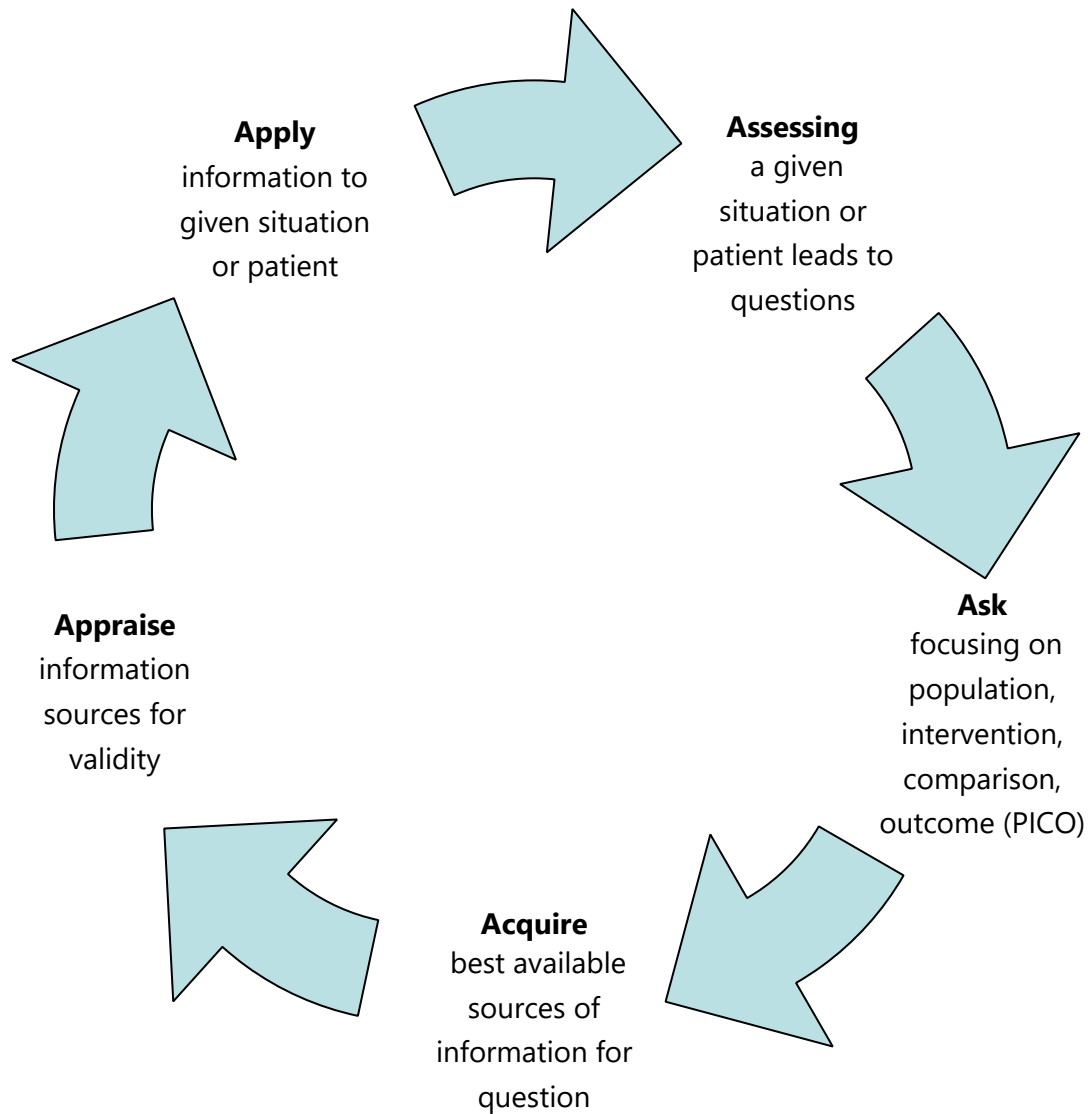 Apply
information to
given situation
or patient
Assessing
a given
situation or
patient leads to
questions
Ask
focusing on
population,
intervention,
comparison,
outcome (PICO)
Acquire
best available
sources of
information for
question
Appraise
information
sources for
validity